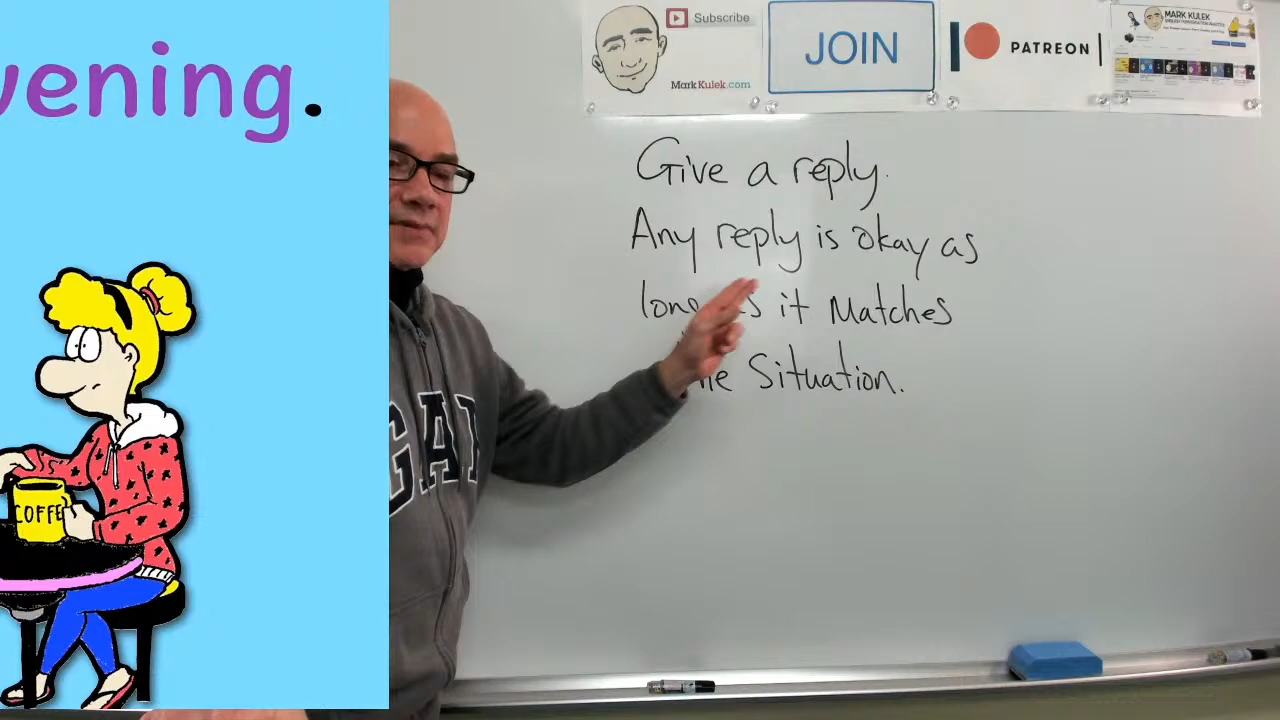 Subscribe
MarkKulek.com
JOIN
PATREON
MARK KULEK
vening.
Give a reply.
Any reply is okay as
it Matches
Situation.
COFFE
GAP